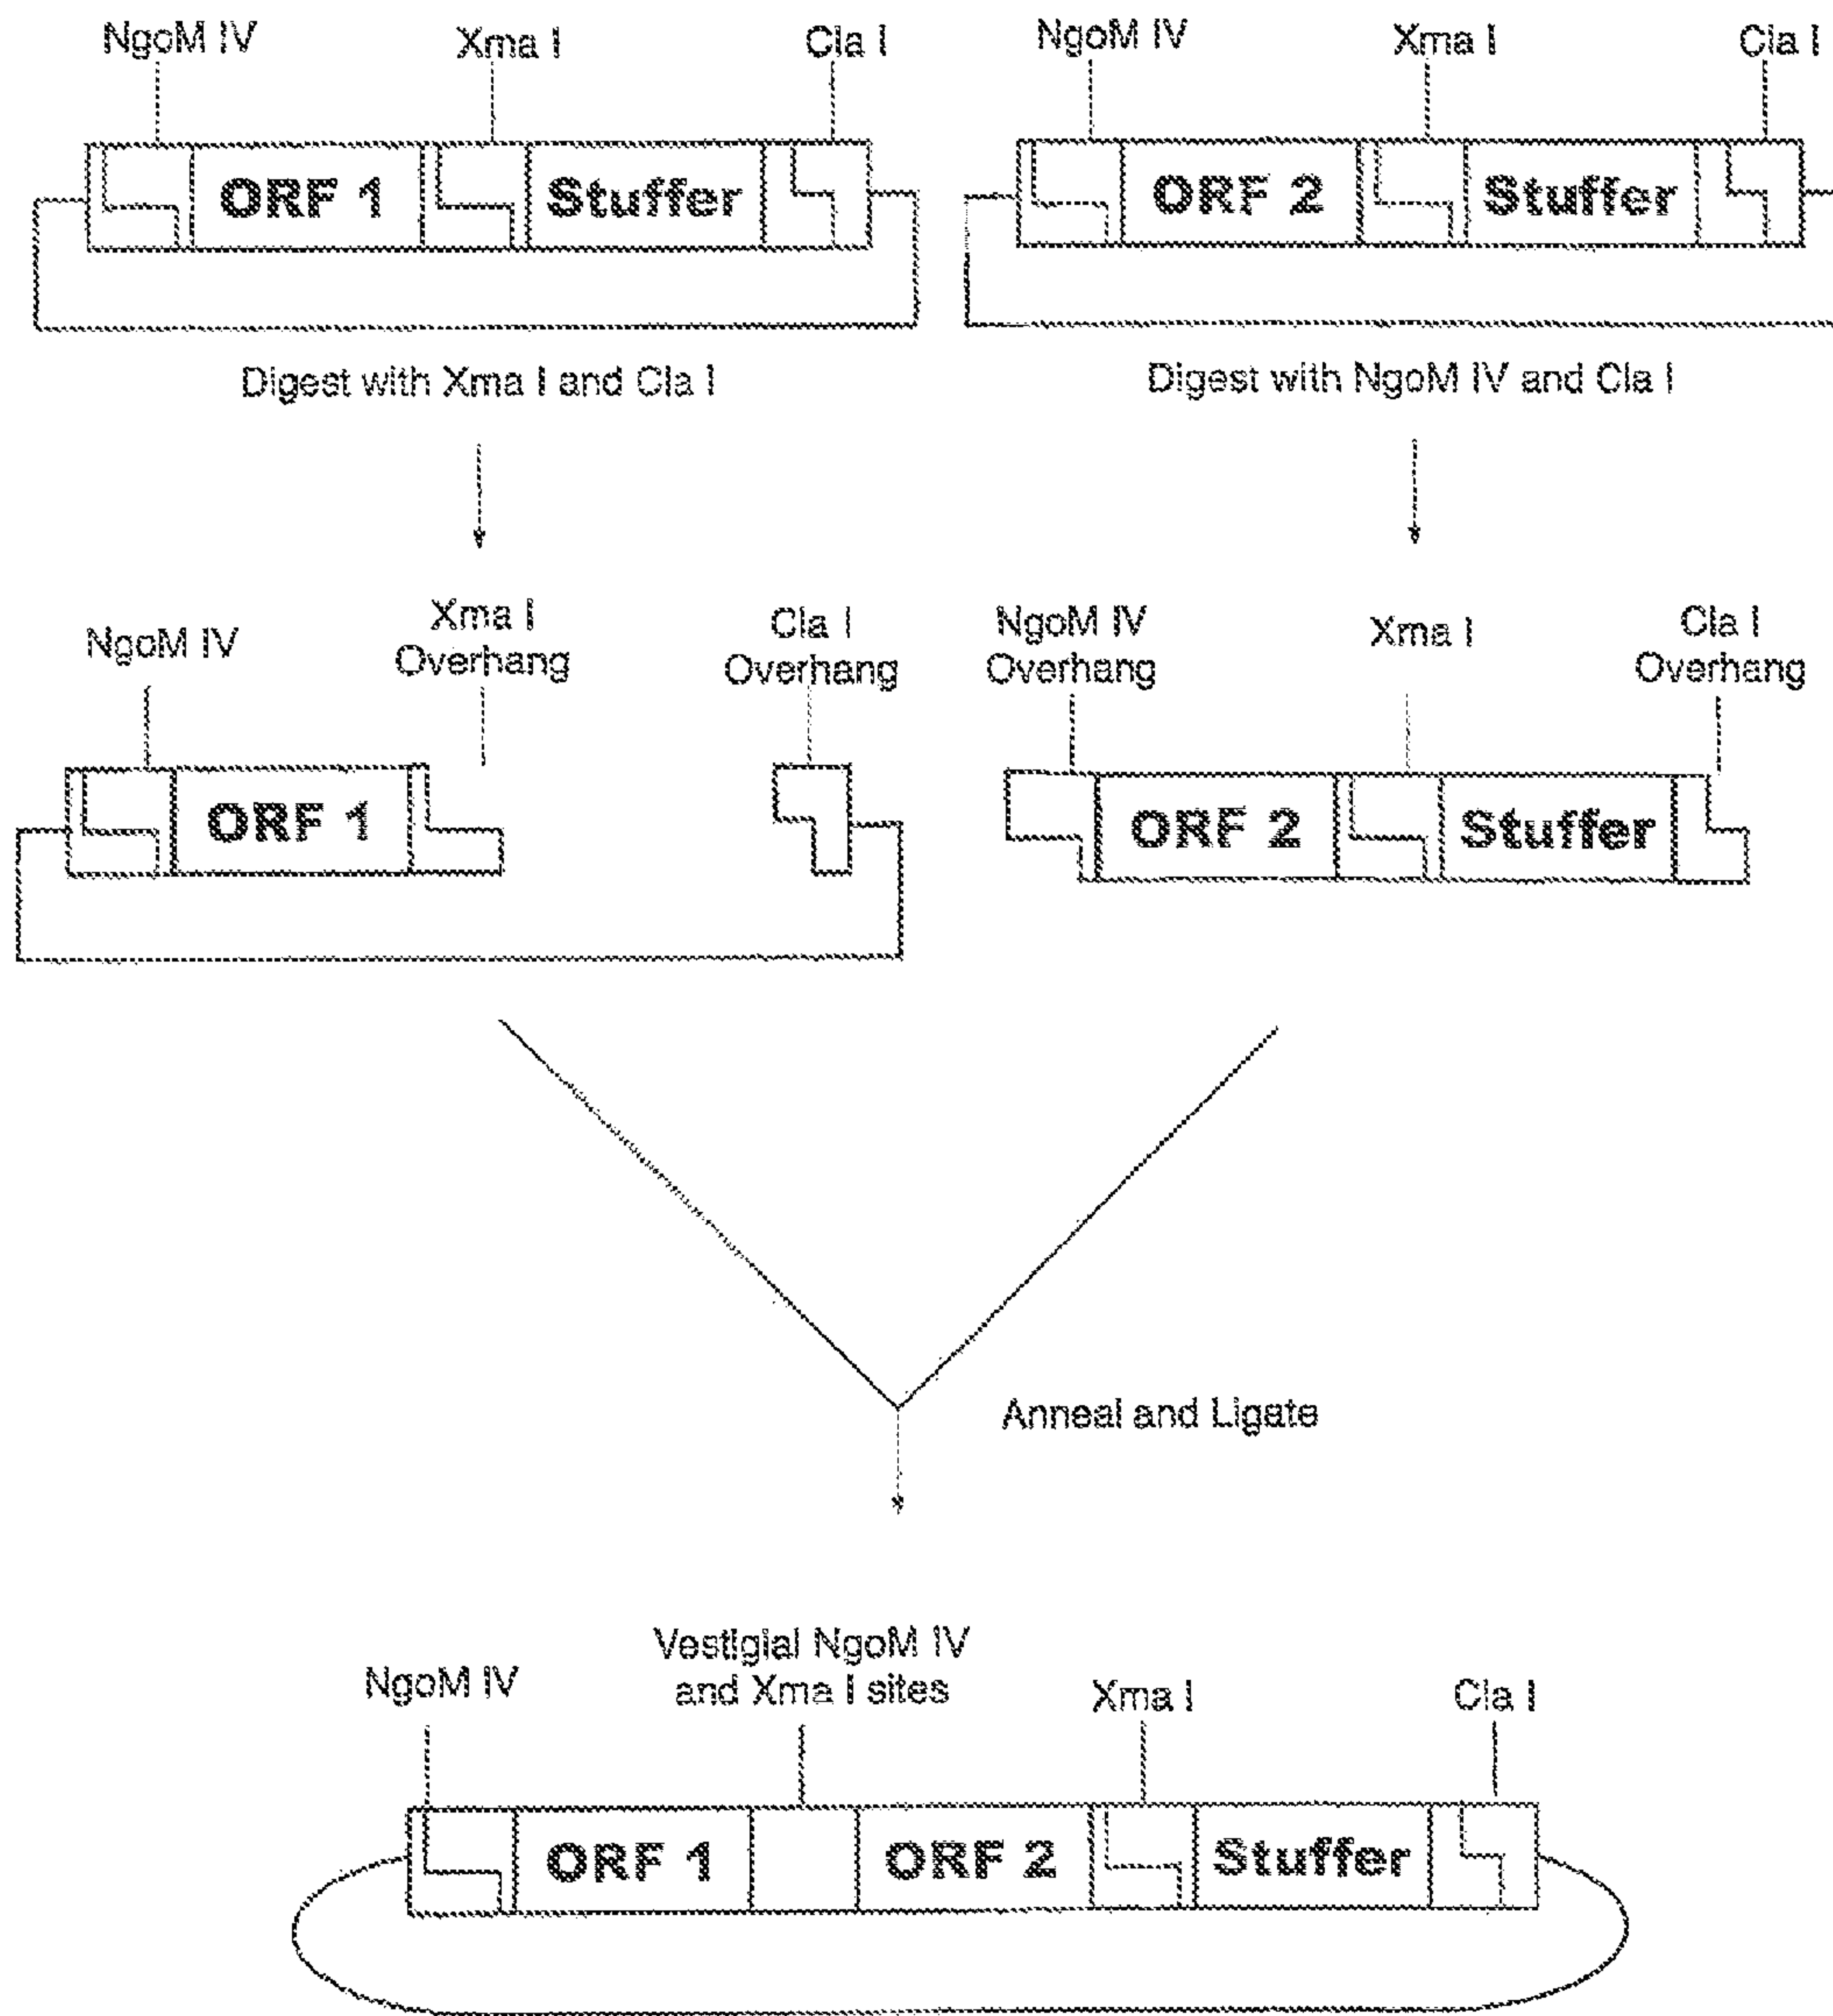 NgoM IV
Xma I
Cla I
NgoM IV
Xma I
Cla I
ORF 1
Stuffer
ORF 2
Stuffer
Digest with Xma I and Cla I
Digest with NgoM IV and Cla I
NgoM IV
Xma I
Overhang
Cla I
Overhang
NgoM IV
Overhang
Xma I
Cla I
Overhang
ORF 1
ORF 2
Stuffer
Anneal and Ligate
NgoM IV
Vestigial NgoM IV
and Xma I sites
Xma I
Cla I
ORF 1
ORF 2
Stuffer